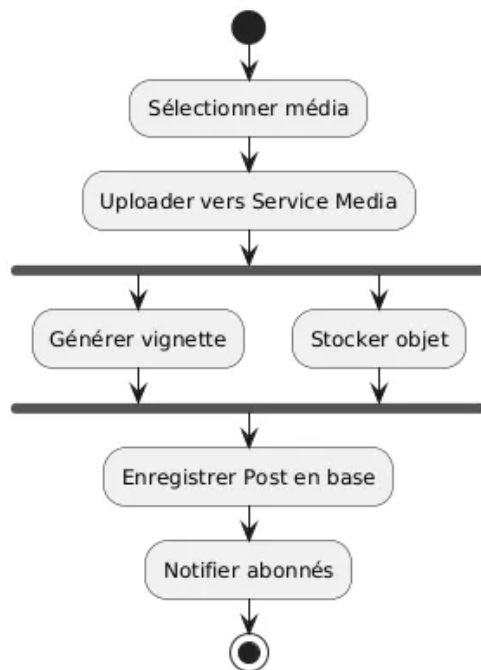 Sélectionner média
Uploader vers Service Media
Générer vignette
Stocker objet
Enregistrer Post en base
Notifier abonnés